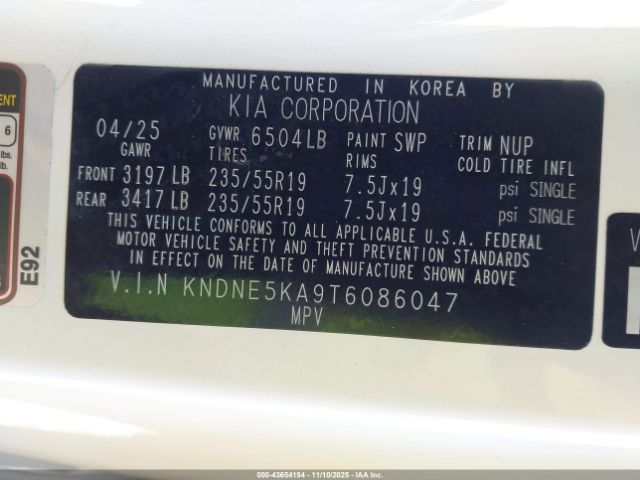 MANUFACTURED IN KOREA BY
KIA CORPORATION
04/25 GVWR 6504LB PAINT SWP TRIM NUP
GAWR TIRES RIMS COLD TIRE INFL
FRONT 3197 LB 235/55R19 7.5Jx19 psi SINGLE
REAR 3417 LB 235/55R19 7.5Jx19 psi SINGLE
THIS VEHICLE CONFORMS TO ALL APPLICABLE U.S.A. FEDERAL
MOTOR VEHICLE SAFETY AND THEFT PREVENTION STANDARDS
IN EFFECT ON THE DATE OF MANUFACTURE SHOWN ABOVE
V.I.N KNDNE5KA9T6086047
MPV
6
lbs.
lb.
E92
V
000-43654154 - 11/10/2025 - IAA Inc.